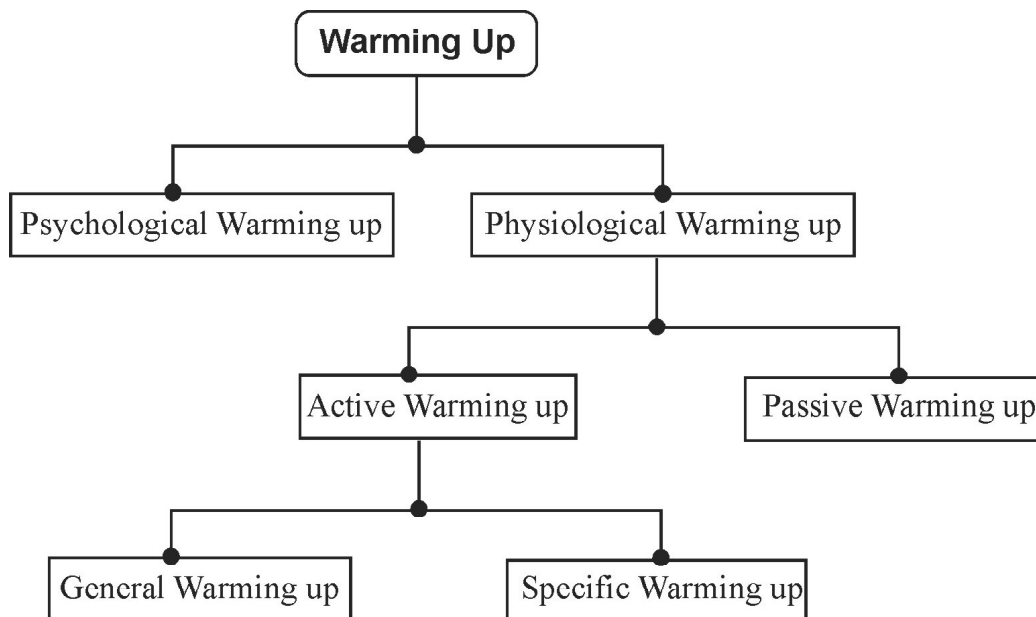 Warming Up
Psychological Warming up
Physiological Warming up
Active Warming up
Passive Warming up
General Warming up
Specific Warming up